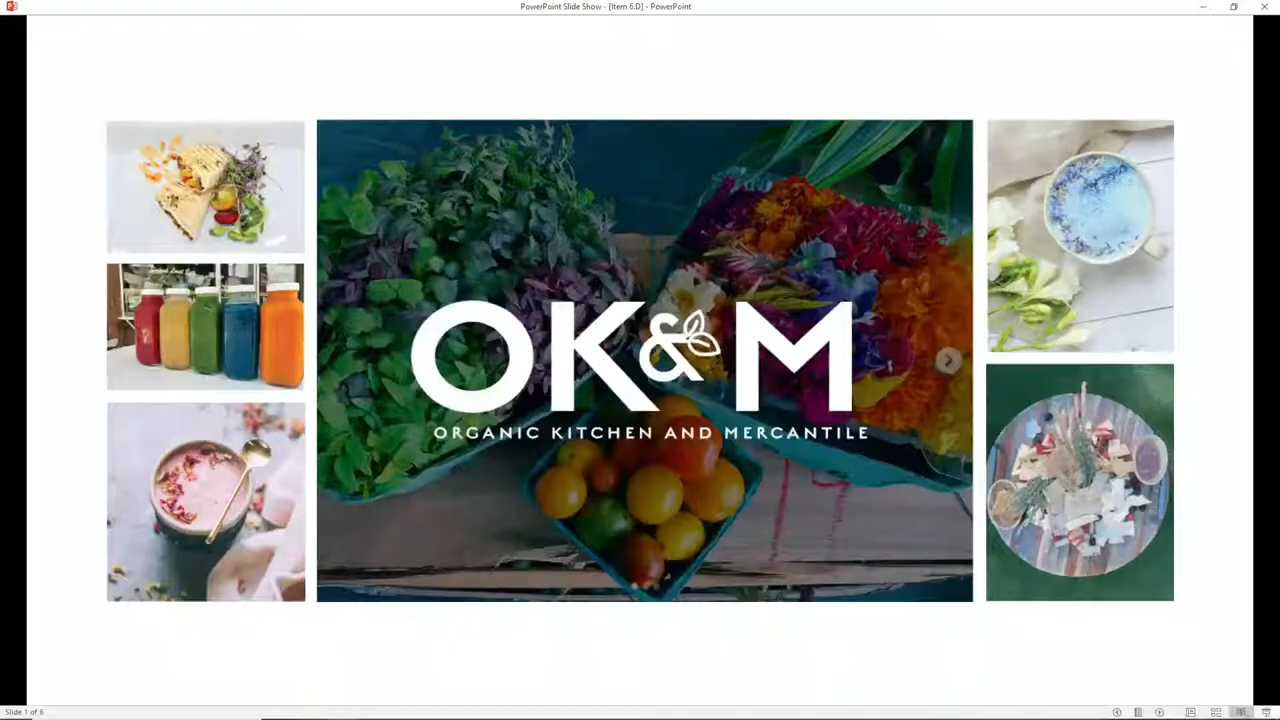 PowerPoint Slide Show - [Item 6.D] - PowerPoint
OK&M
ORGANIC KITCHEN AND MERCANTILE
Slide 1 of 6